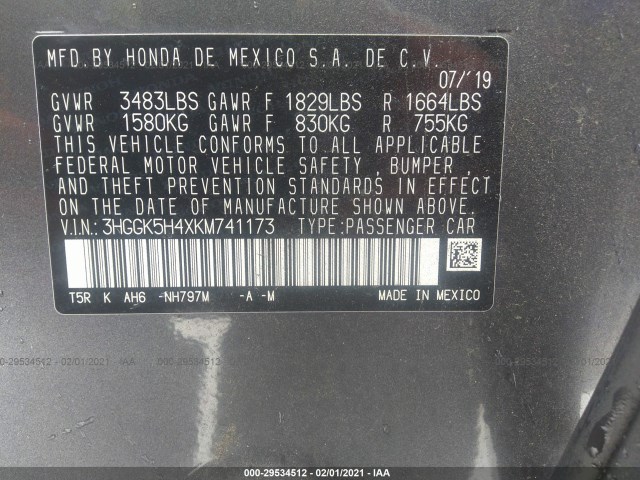 MFD. BY HONDA DE MEXICO S.A. DE C.V.
07/'19
GVWR 3483LBS GAWR F 1829LBS R 1664LBS
GVWR 1580KG GAWR F 830KG R 755KG
THIS VEHICLE CONFORMS TO ALL APPLICABLE
FEDERAL MOTOR VEHICLE SAFETY , BUMPER ,
AND THEFT PREVENTION STANDARDS IN EFFECT
ON THE DATE OF MANUFACTURE SHOWN ABOVE.
V.I.N.: 3HGGK5H4XKM741173 TYPE:PASSENGER CAR
T5R K AH6 -NH797M -A -M MADE IN MEXICO
000-29534512 - 02/01/2021 - IAA